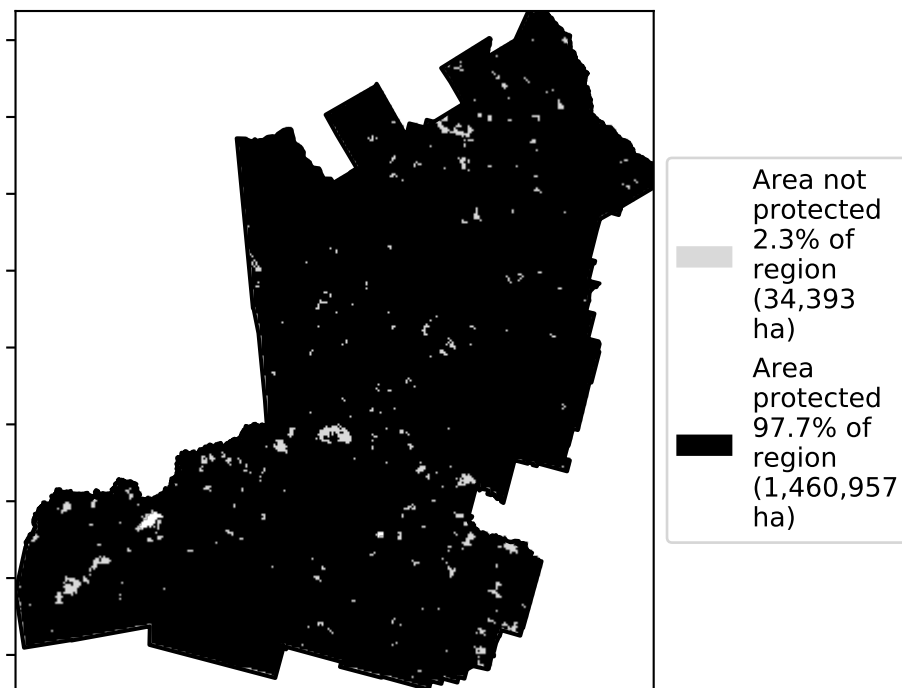 Area not
protected
2.3% of
region
(34,393
ha)
Area
protected
97.7% of
region
(1,460,957
ha)